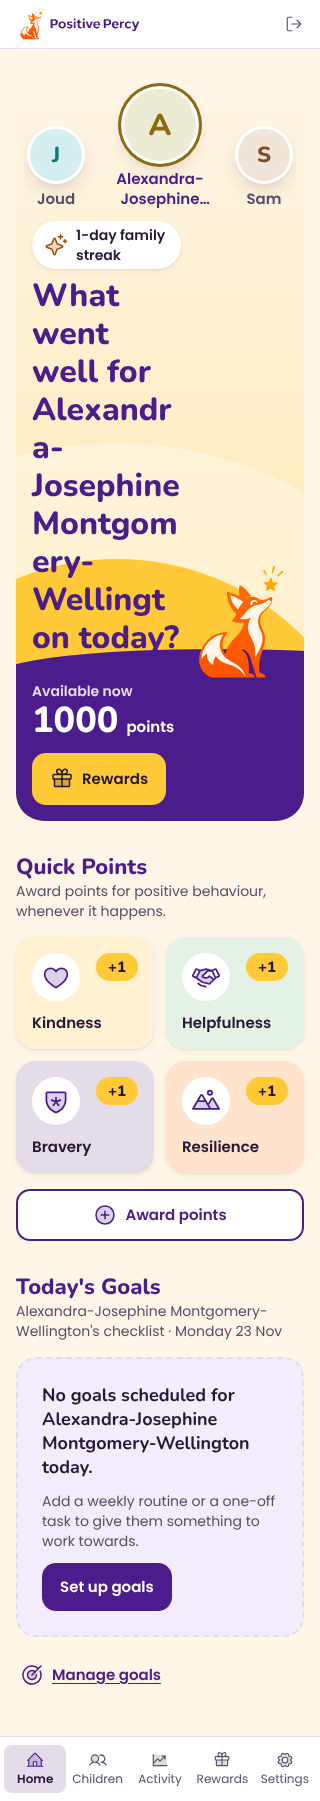 Positive Percy
J
A
S
Joud
Alexandra-
Josephine...
Sam
1-day family
streak
What
went
well for
Alexandr
a-
Josephine
Montgom
ery-
Wellingt
on today?
Available now
1000 points
Rewards
Quick Points
Award points for positive behaviour,
whenever it happens.
+1
Kindness
+1
Helpfulness
+1
Bravery
+1
Resilience
Award points
Today's Goals
Alexandra-Josephine Montgomery-
Wellington's checklist · Monday 23 Nov
No goals scheduled for
Alexandra-Josephine
Montgomery-Wellington
today.
Add a weekly routine or a one-off
task to give them something to
work towards.
Set up goals
Manage goals
Home
Children
Activity
Rewards
Settings